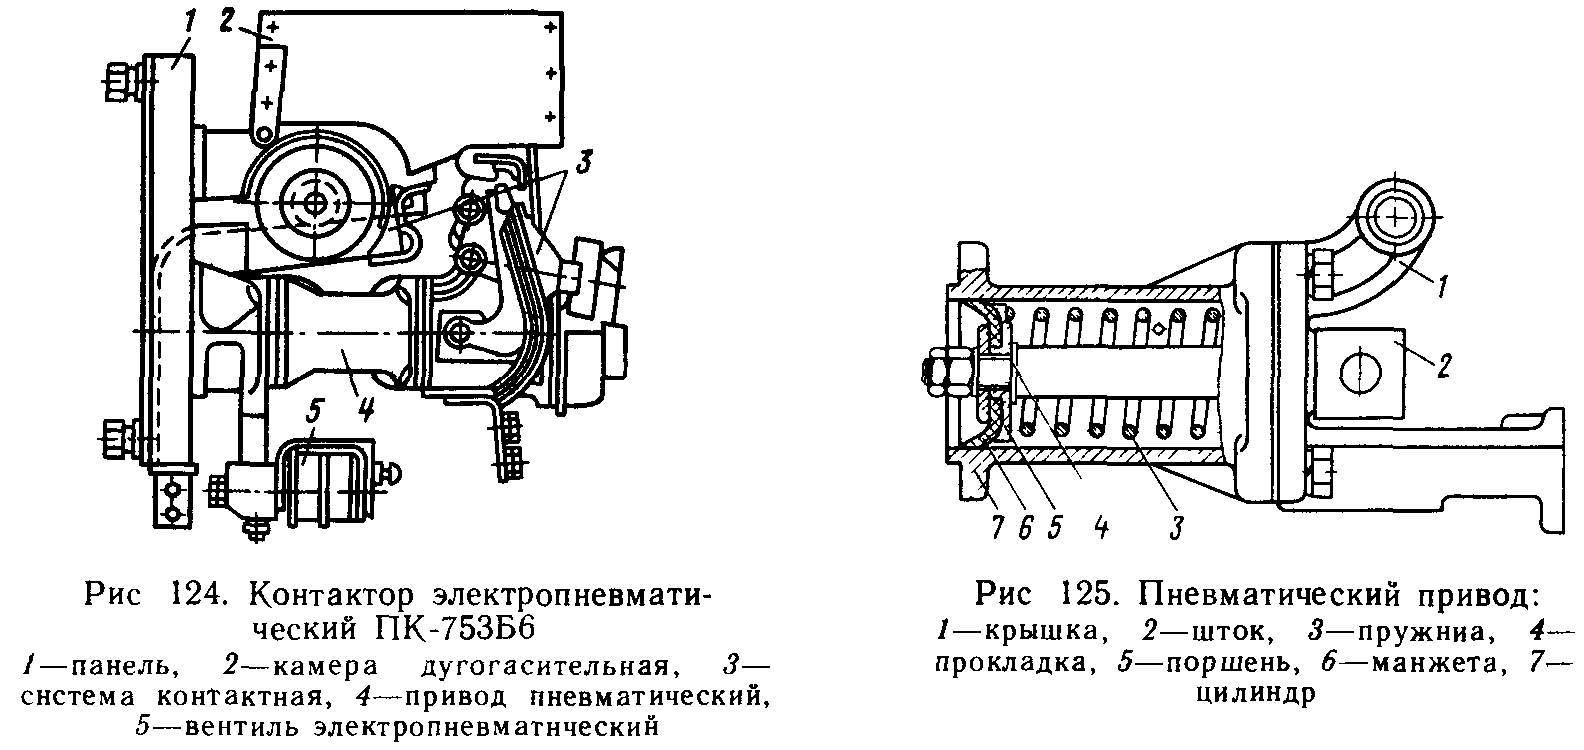 1 2
3
4
5
Рис 124. Контактор электропневмати-
ческий ПК-753Б6
1—панель, 2—камера дугогасительная, 3—
система контактная, 4—привод пневматический,
5—вентиль электропневматический
1
2
7 6 5 4 3
Рис 125. Пневматический привод:
1—крышка, 2—шток, 3—пружниа, 4—
прокладка, 5—поршень, 6—манжета, 7—
цилиндр